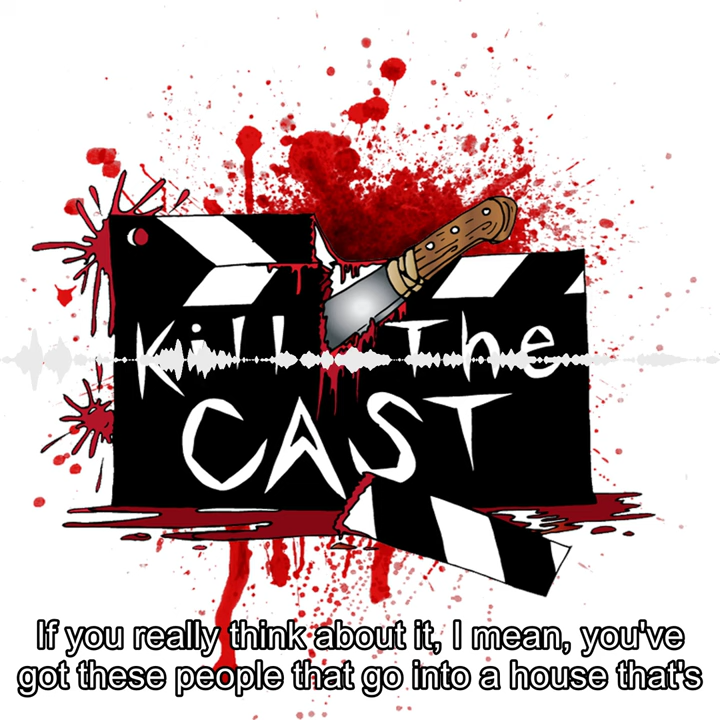 Kill The
CAST
If you really think about it, I mean, you've
got these people that go into a house that's